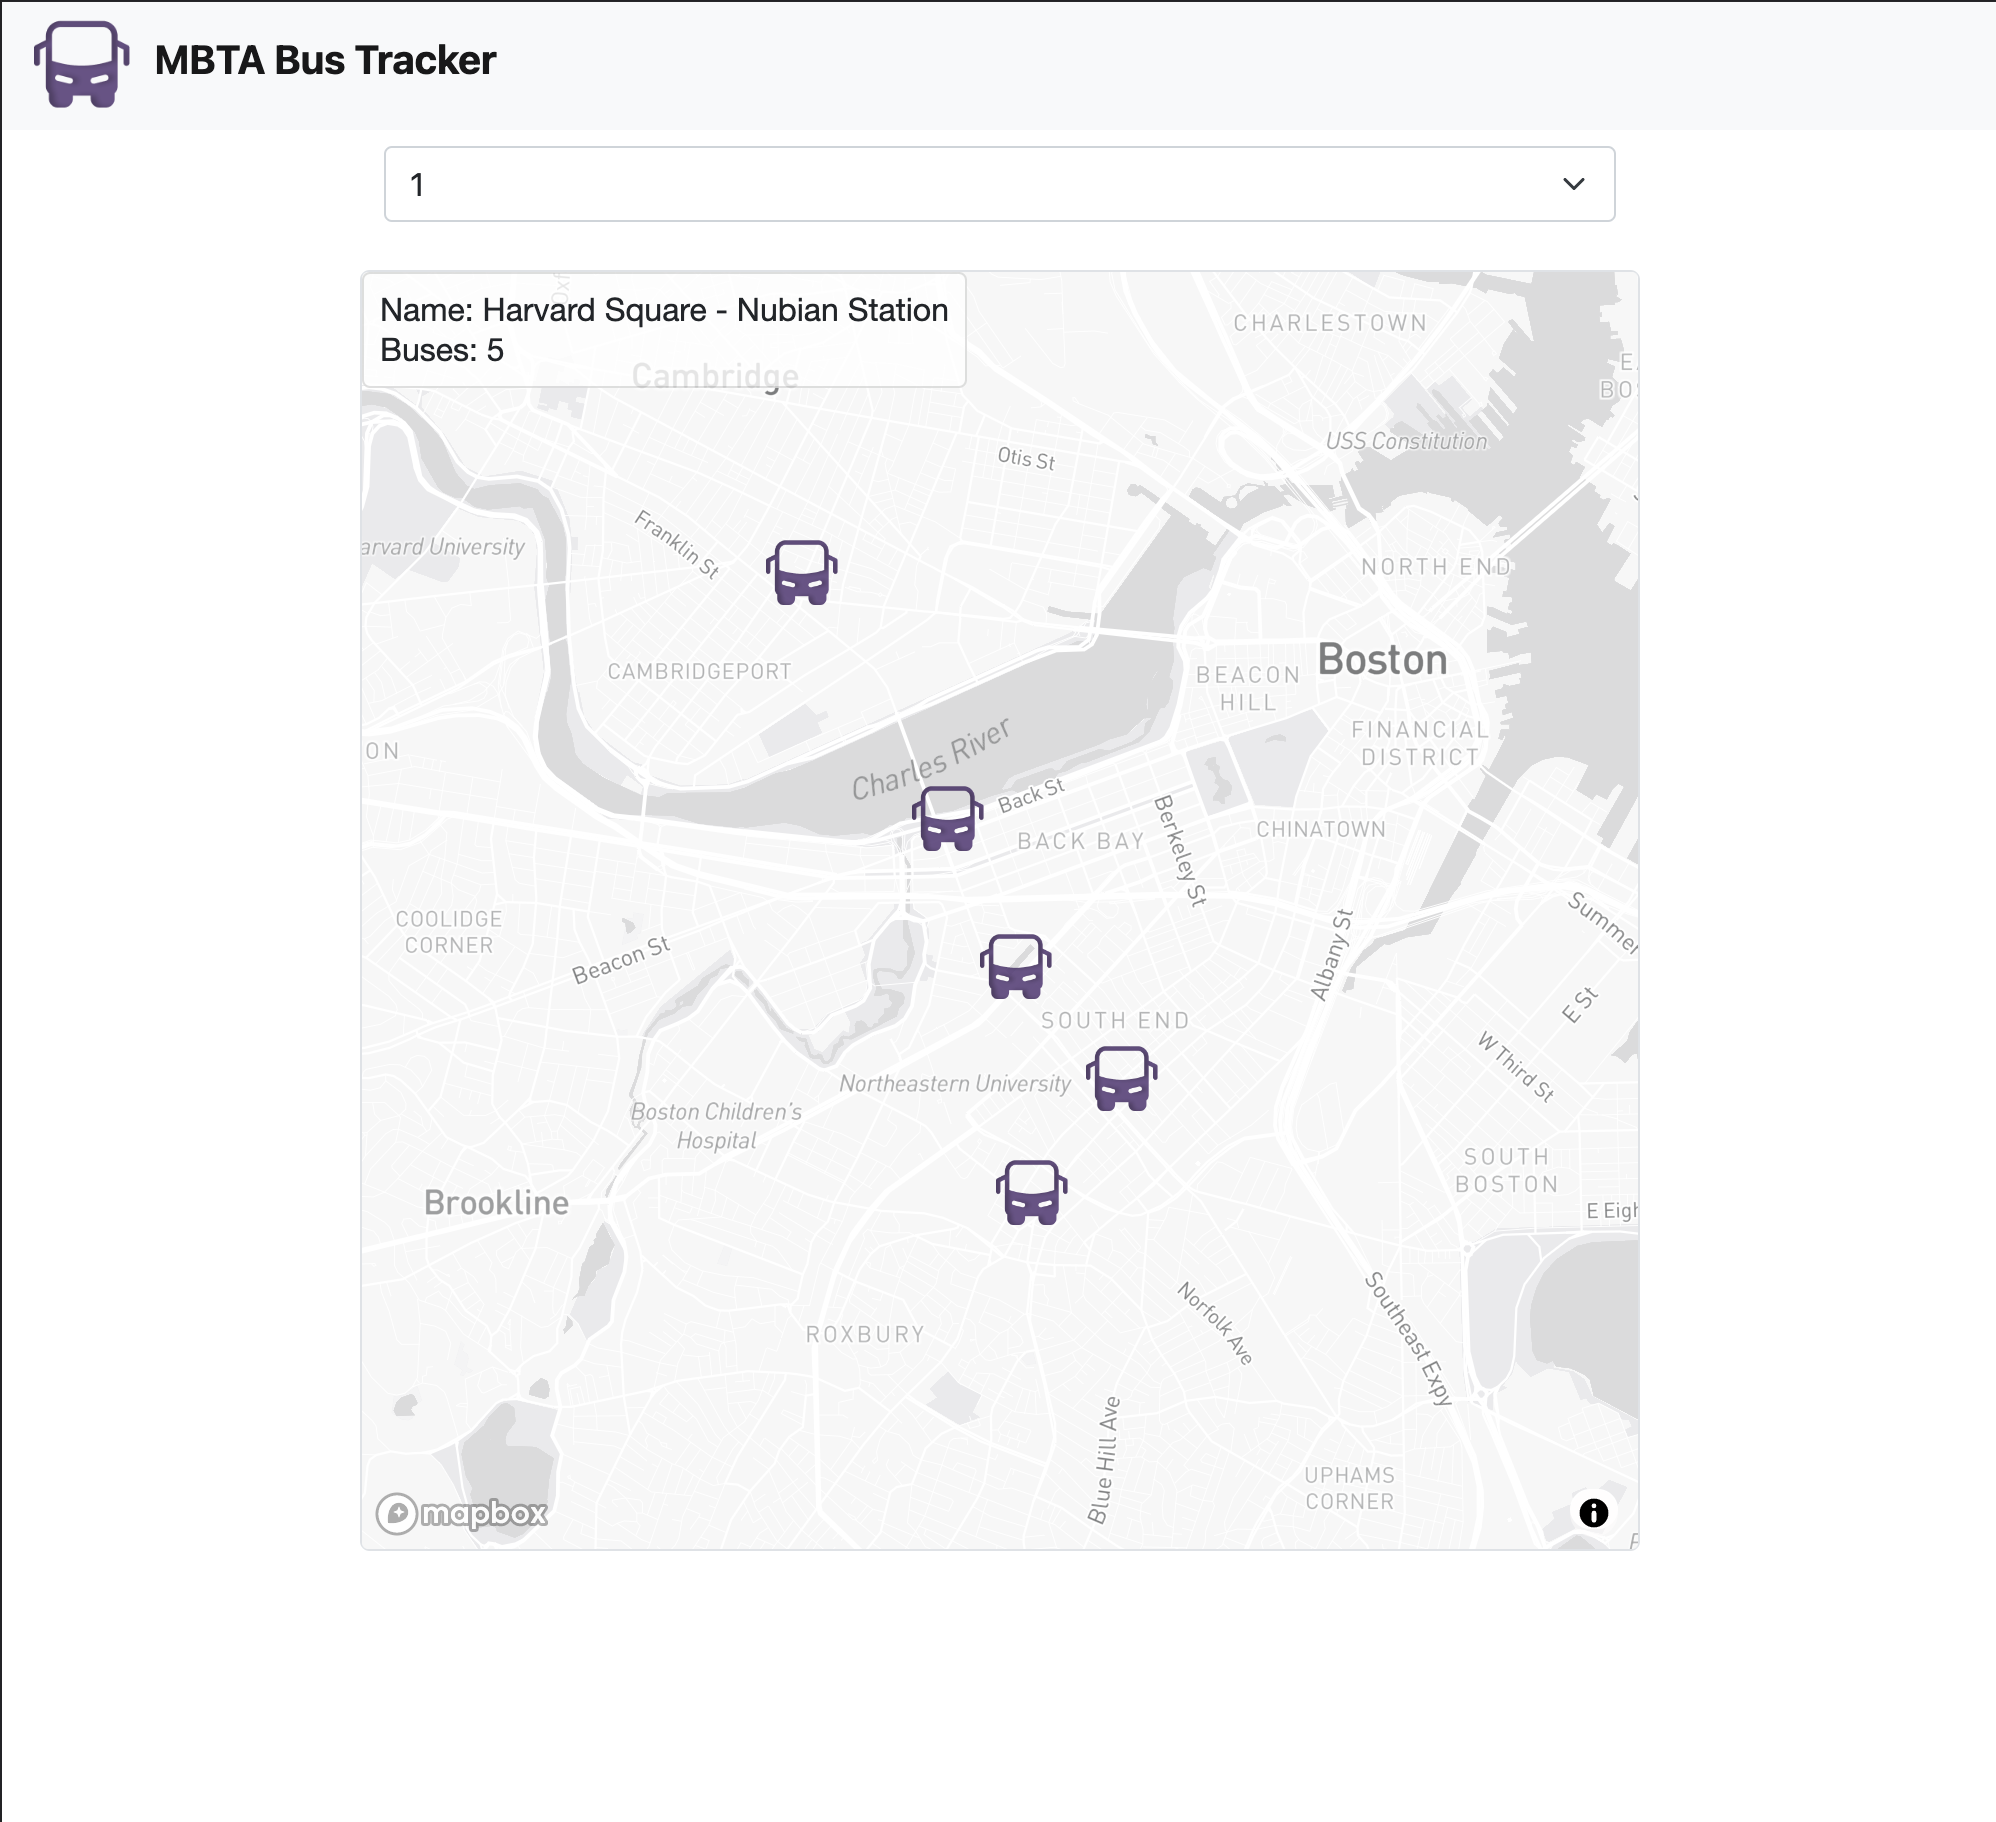 MBTA Bus Tracker
1
Name: Harvard Square - Nubian Station
Buses: 5
Oxf
Cambridge
CHARLESTOWN
E.
BOS
USS Constitution
Otis St
Franklin St
arvard University
NORTH END
Boston
CAMBRIDGEPORT
BEACON
HILL
FINANCIAL
DISTRICT
ON
Charles River
Back St
BACK BAY
Berkeley St
CHINATOWN
COOLIDGE
CORNER
Beacon St
Albany St
Summer
E St
SOUTH END
W Third St
Northeastern University
Boston Children's
Hospital
SOUTH
BOSTON
Brookline
E Eigh
Norfolk Ave
Southeast Expy
ROXBURY
Blue Hill Ave
UPHAMS
CORNER
mapbox